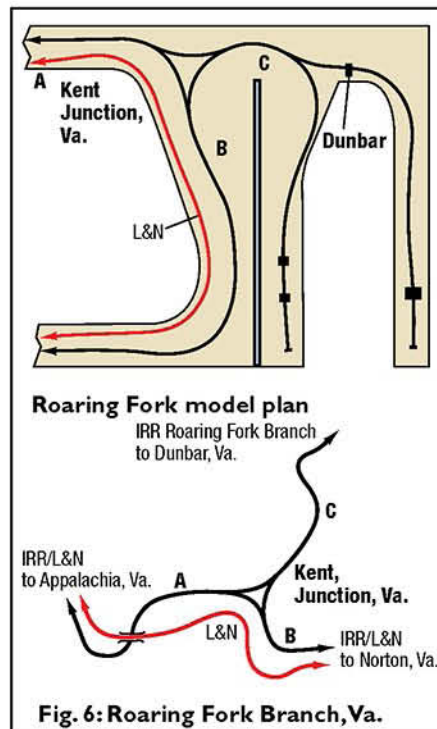 A
Kent
Junction,
Va.
C
B
Dunbar
L&N
Roaring Fork model plan
IRR Roaring Fork Branch
to Dunbar, Va.
C
IRR/L&N
to Appalachia, Va.
A
Kent,
Junction, Va.
L&N
B
IRR/L&N
to Norton, Va.
Fig. 6: Roaring Fork Branch, Va.